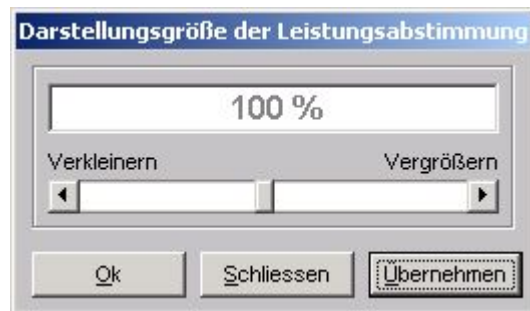 Darstellungsgröße der Leistungsabstimmung
100 %
Verkleinern Vergrößern
Ok Schliessen Übernehmen